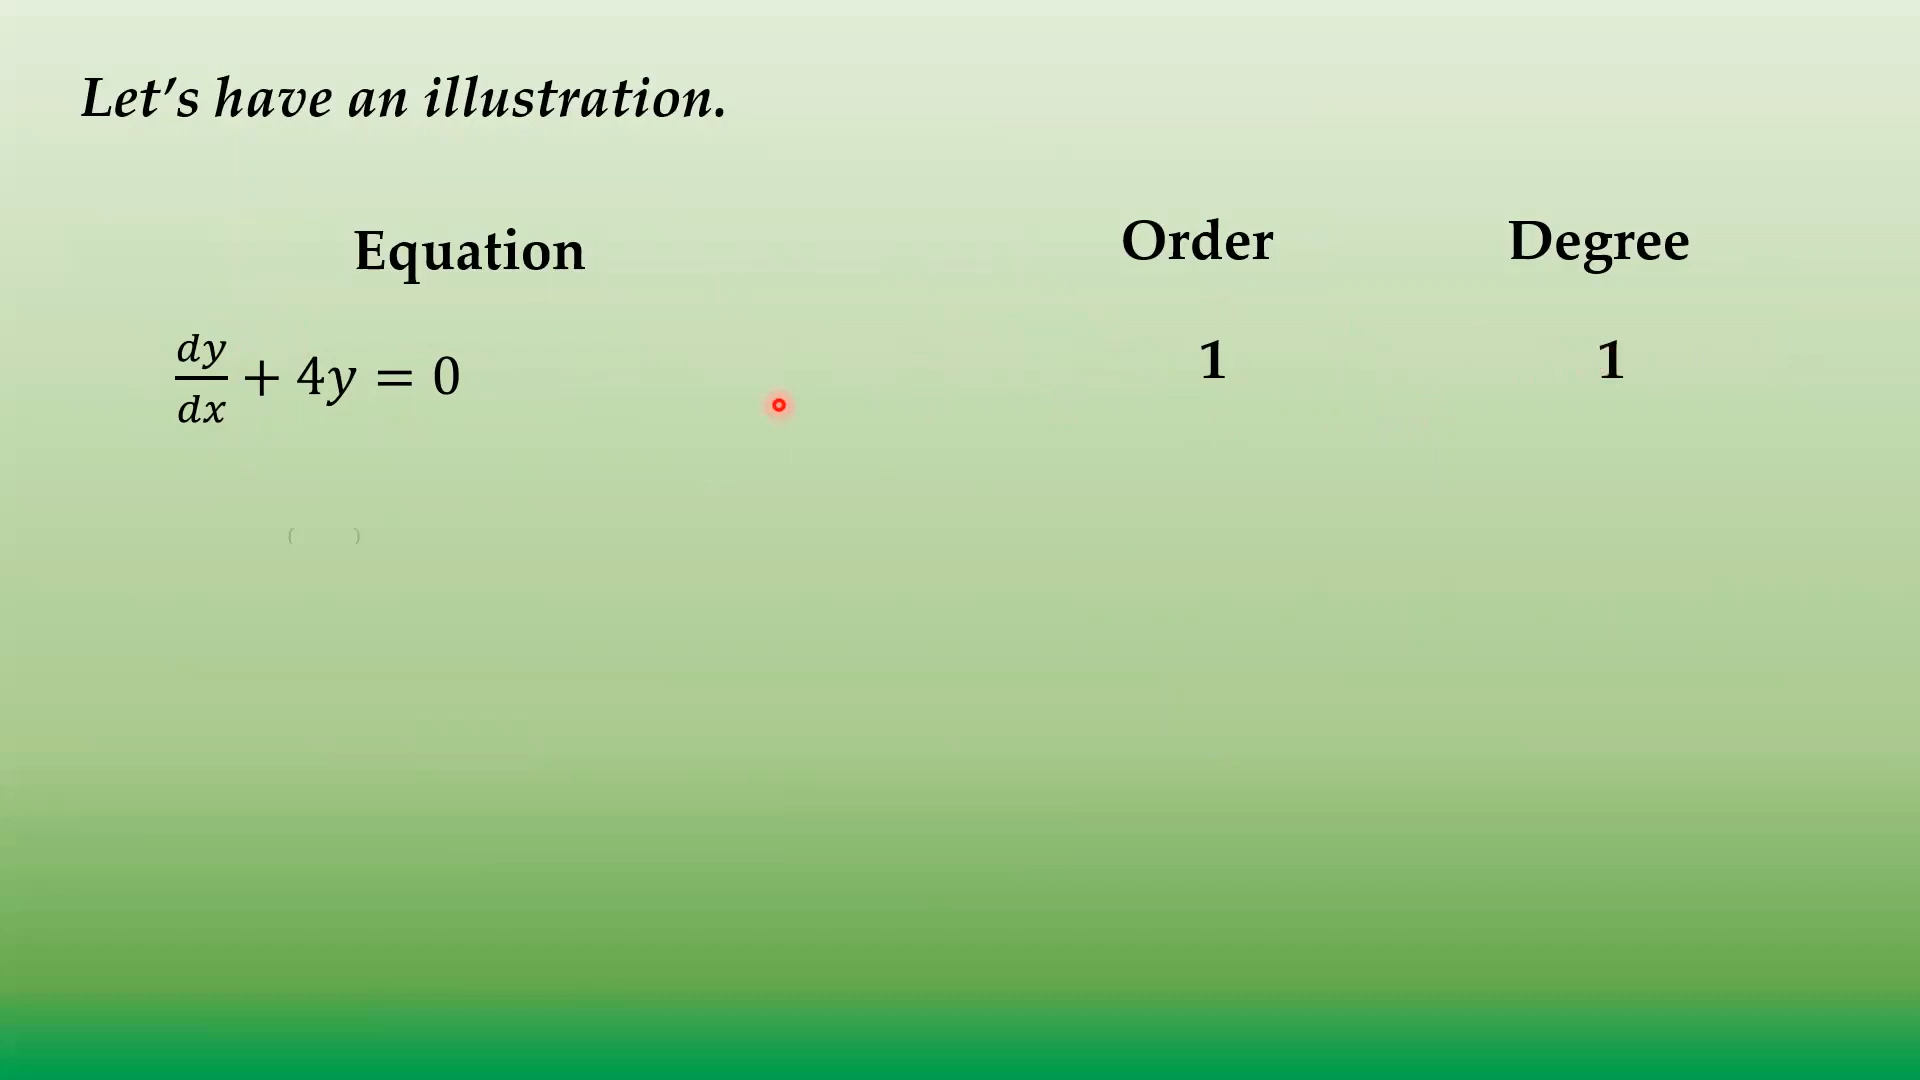 Let’s have an illustration.
Equation Order Degree
dy/dx + 4y = 0 1 1
( )